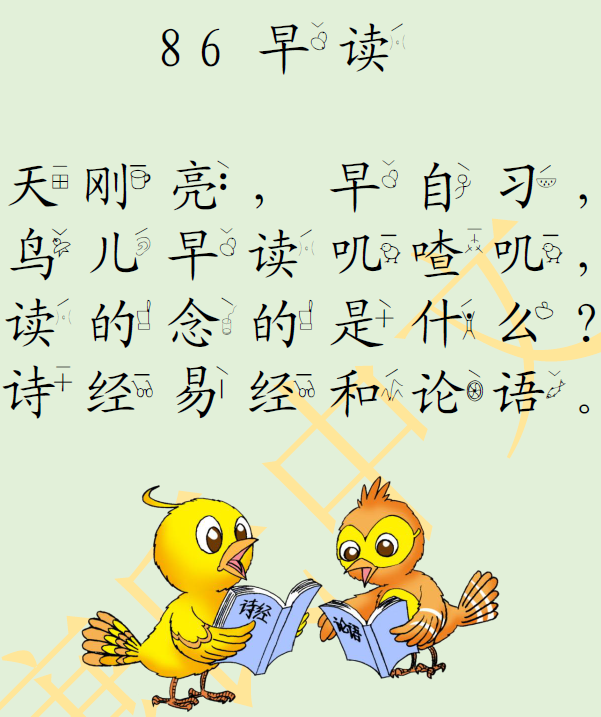 86 早读
天刚亮，早自习，
鸟儿早读叽喳叽，
读的念的是什么？
诗经易经和论语。
诗经
论语